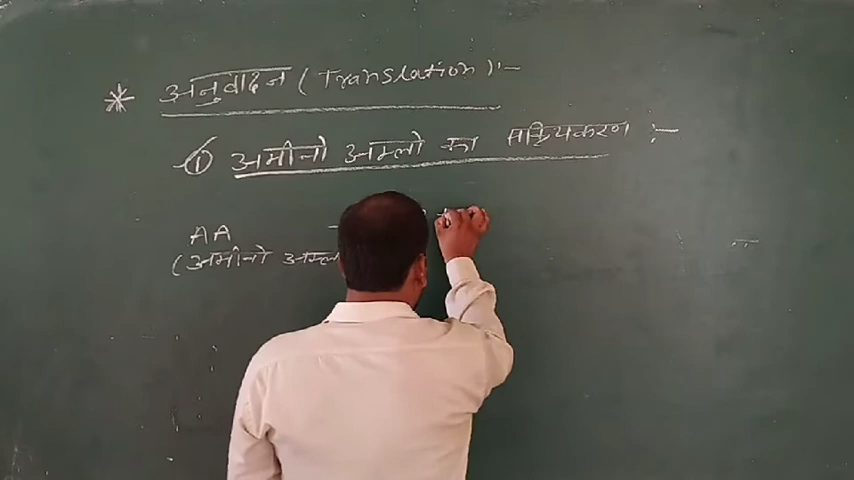 * अनुवादन (Translation) :-
① अमीनो अम्लो का सक्रियकरण :-
AA
(अमीनो अम्ल